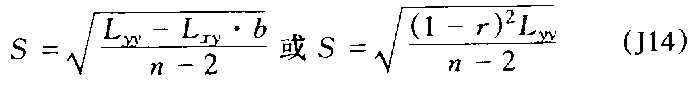 S = √((L_yy − L_xy · b)/(n − 2)) 或 S = √(((1 − r)²L_yy)/(n − 2)) (J14)